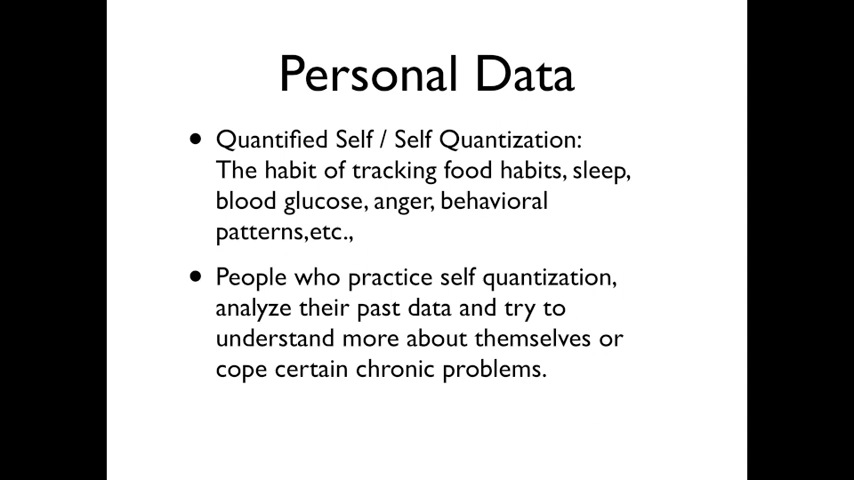 Personal Data
• Quantified Self / Self Quantization:
The habit of tracking food habits, sleep,
blood glucose, anger, behavioral
patterns,etc.,
• People who practice self quantization,
analyze their past data and try to
understand more about themselves or
cope certain chronic problems.